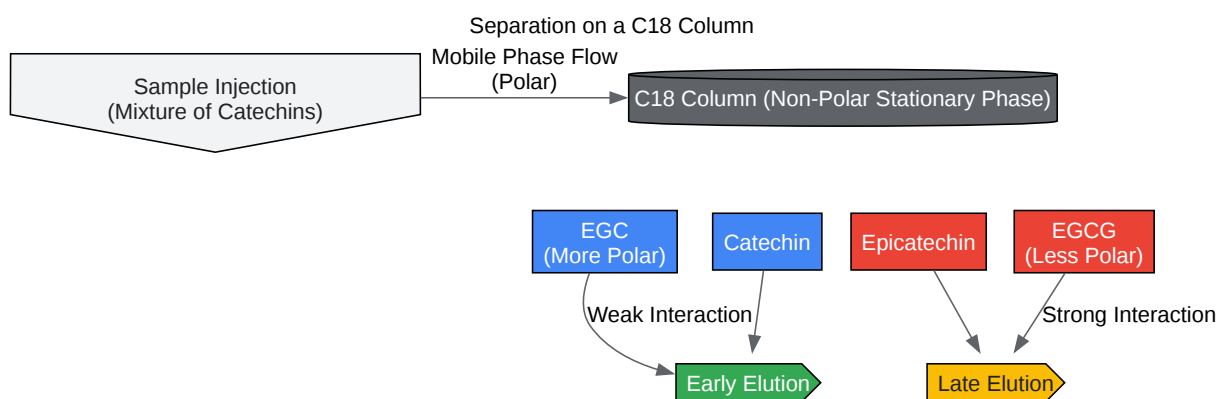 Separation on a C18 Column
Mobile Phase Flow
(Polar)
Sample Injection
(Mixture of Catechins)
C18 Column (Non-Polar Stationary Phase)
EGC
(More Polar)
Catechin
Epicatechin
EGCG
(Less Polar)
Weak Interaction
Strong Interaction
Early Elution
Late Elution